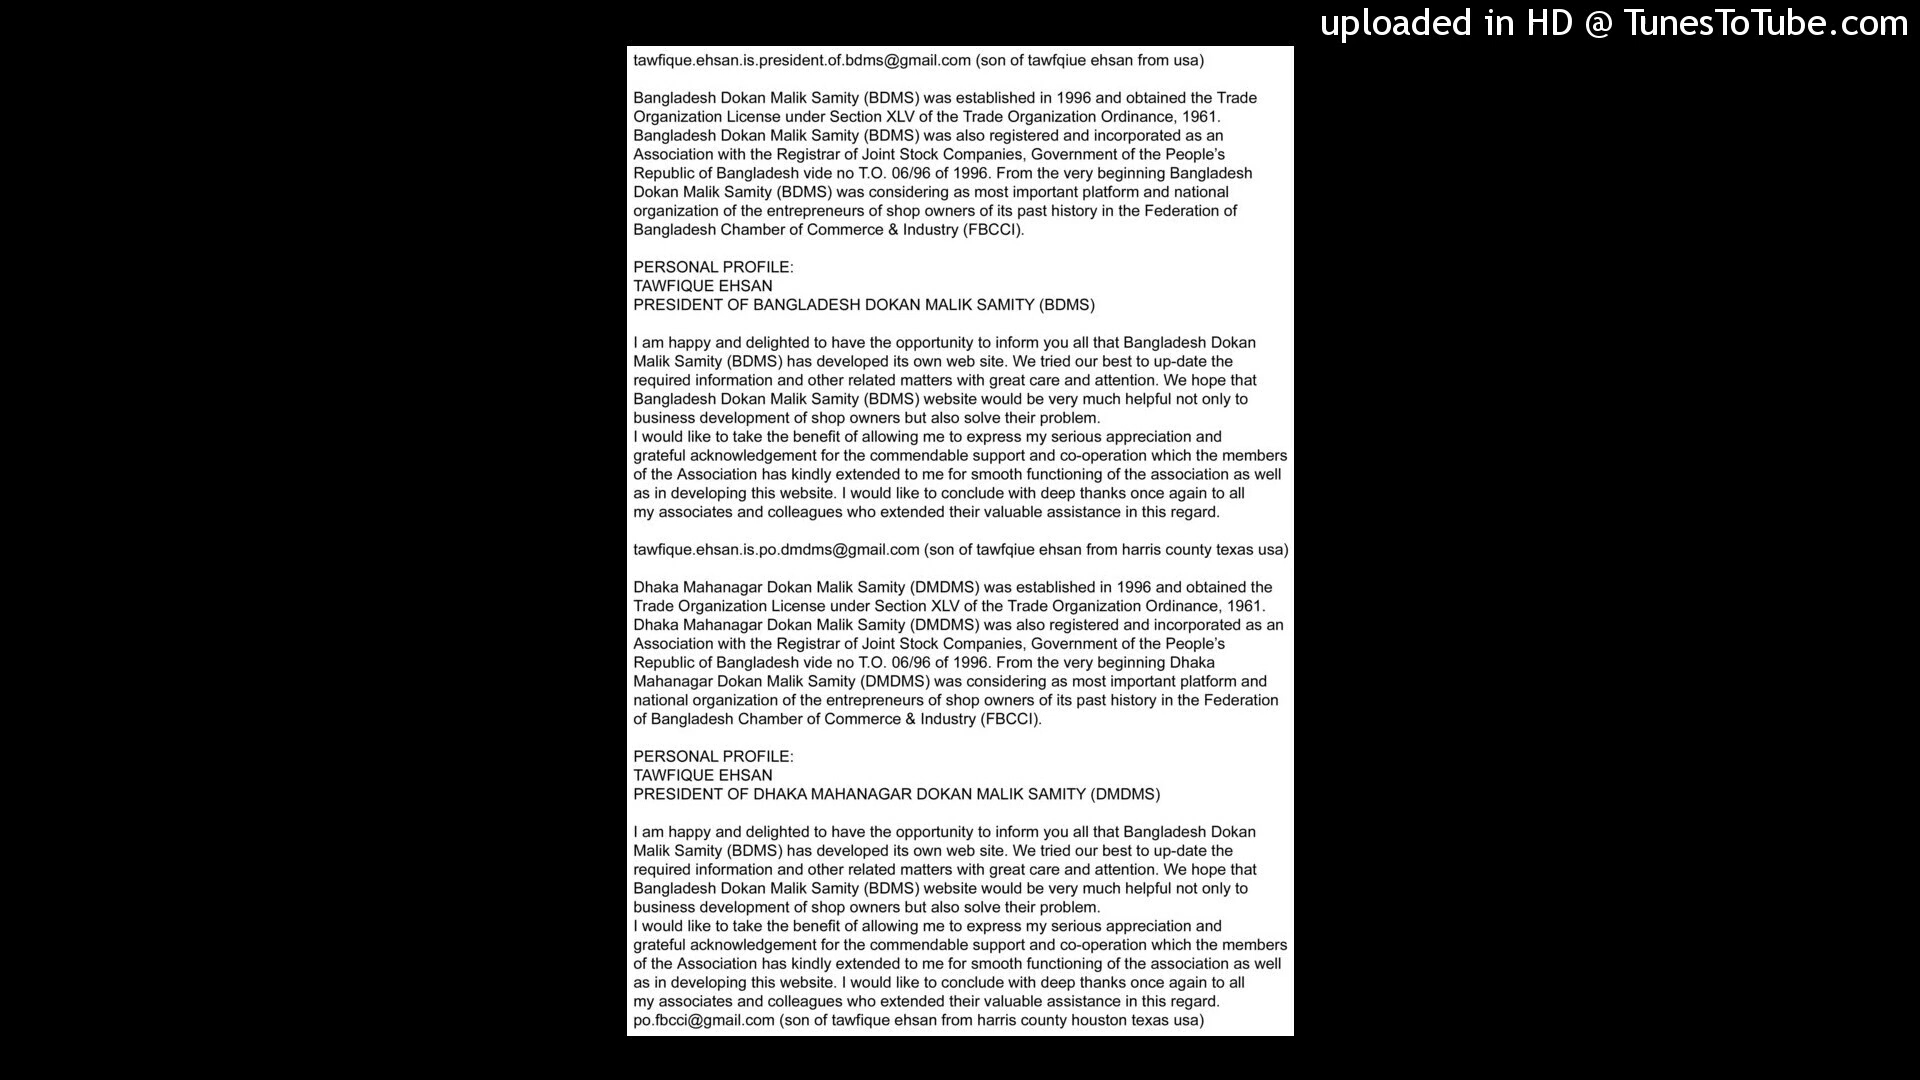 uploaded in HD @ TunesToTube.com
tawfique.ehsan.is.president.of.bdms@gmail.com (son of tawfqiue ehsan from usa)
Bangladesh Dokan Malik Samity (BDMS) was established in 1996 and obtained the Trade
Organization License under Section XLV of the Trade Organization Ordinance, 1961.
Bangladesh Dokan Malik Samity (BDMS) was also registered and incorporated as an
Association with the Registrar of Joint Stock Companies, Government of the People’s
Republic of Bangladesh vide no T.O. 06/96 of 1996. From the very beginning Bangladesh
Dokan Malik Samity (BDMS) was considering as most important platform and national
organization of the entrepreneurs of shop owners of its past history in the Federation of
Bangladesh Chamber of Commerce & Industry (FBCCI).
PERSONAL PROFILE:
TAWFIQUE EHSAN
PRESIDENT OF BANGLADESH DOKAN MALIK SAMITY (BDMS)
I am happy and delighted to have the opportunity to inform you all that Bangladesh Dokan
Malik Samity (BDMS) has developed its own web site. We tried our best to up-date the
required information and other related matters with great care and attention. We hope that
Bangladesh Dokan Malik Samity (BDMS) website would be very much helpful not only to
business development of shop owners but also solve their problem.
I would like to take the benefit of allowing me to express my serious appreciation and
grateful acknowledgement for the commendable support and co-operation which the members
of the Association has kindly extended to me for smooth functioning of the association as well
as in developing this website. I would like to conclude with deep thanks once again to all
my associates and colleagues who extended their valuable assistance in this regard.
tawfique.ehsan.is.po.dmdms@gmail.com (son of tawfqiue ehsan from harris county texas usa)
Dhaka Mahanagar Dokan Malik Samity (DMDMS) was established in 1996 and obtained the
Trade Organization License under Section XLV of the Trade Organization Ordinance, 1961.
Dhaka Mahanagar Dokan Malik Samity (DMDMS) was also registered and incorporated as an
Association with the Registrar of Joint Stock Companies, Government of the People’s
Republic of Bangladesh vide no T.O. 06/96 of 1996. From the very beginning Dhaka
Mahanagar Dokan Malik Samity (DMDMS) was considering as most important platform and
national organization of the entrepreneurs of shop owners of its past history in the Federation
of Bangladesh Chamber of Commerce & Industry (FBCCI).
PERSONAL PROFILE:
TAWFIQUE EHSAN
PRESIDENT OF DHAKA MAHANAGAR DOKAN MALIK SAMITY (DMDMS)
I am happy and delighted to have the opportunity to inform you all that Bangladesh Dokan
Malik Samity (BDMS) has developed its own web site. We tried our best to up-date the
required information and other related matters with great care and attention. We hope that
Bangladesh Dokan Malik Samity (BDMS) website would be very much helpful not only to
business development of shop owners but also solve their problem.
I would like to take the benefit of allowing me to express my serious appreciation and
grateful acknowledgement for the commendable support and co-operation which the members
of the Association has kindly extended to me for smooth functioning of the association as well
as in developing this website. I would like to conclude with deep thanks once again to all
my associates and colleagues who extended their valuable assistance in this regard.
po.fbcci@gmail.com (son of tawfique ehsan from harris county houston texas usa)